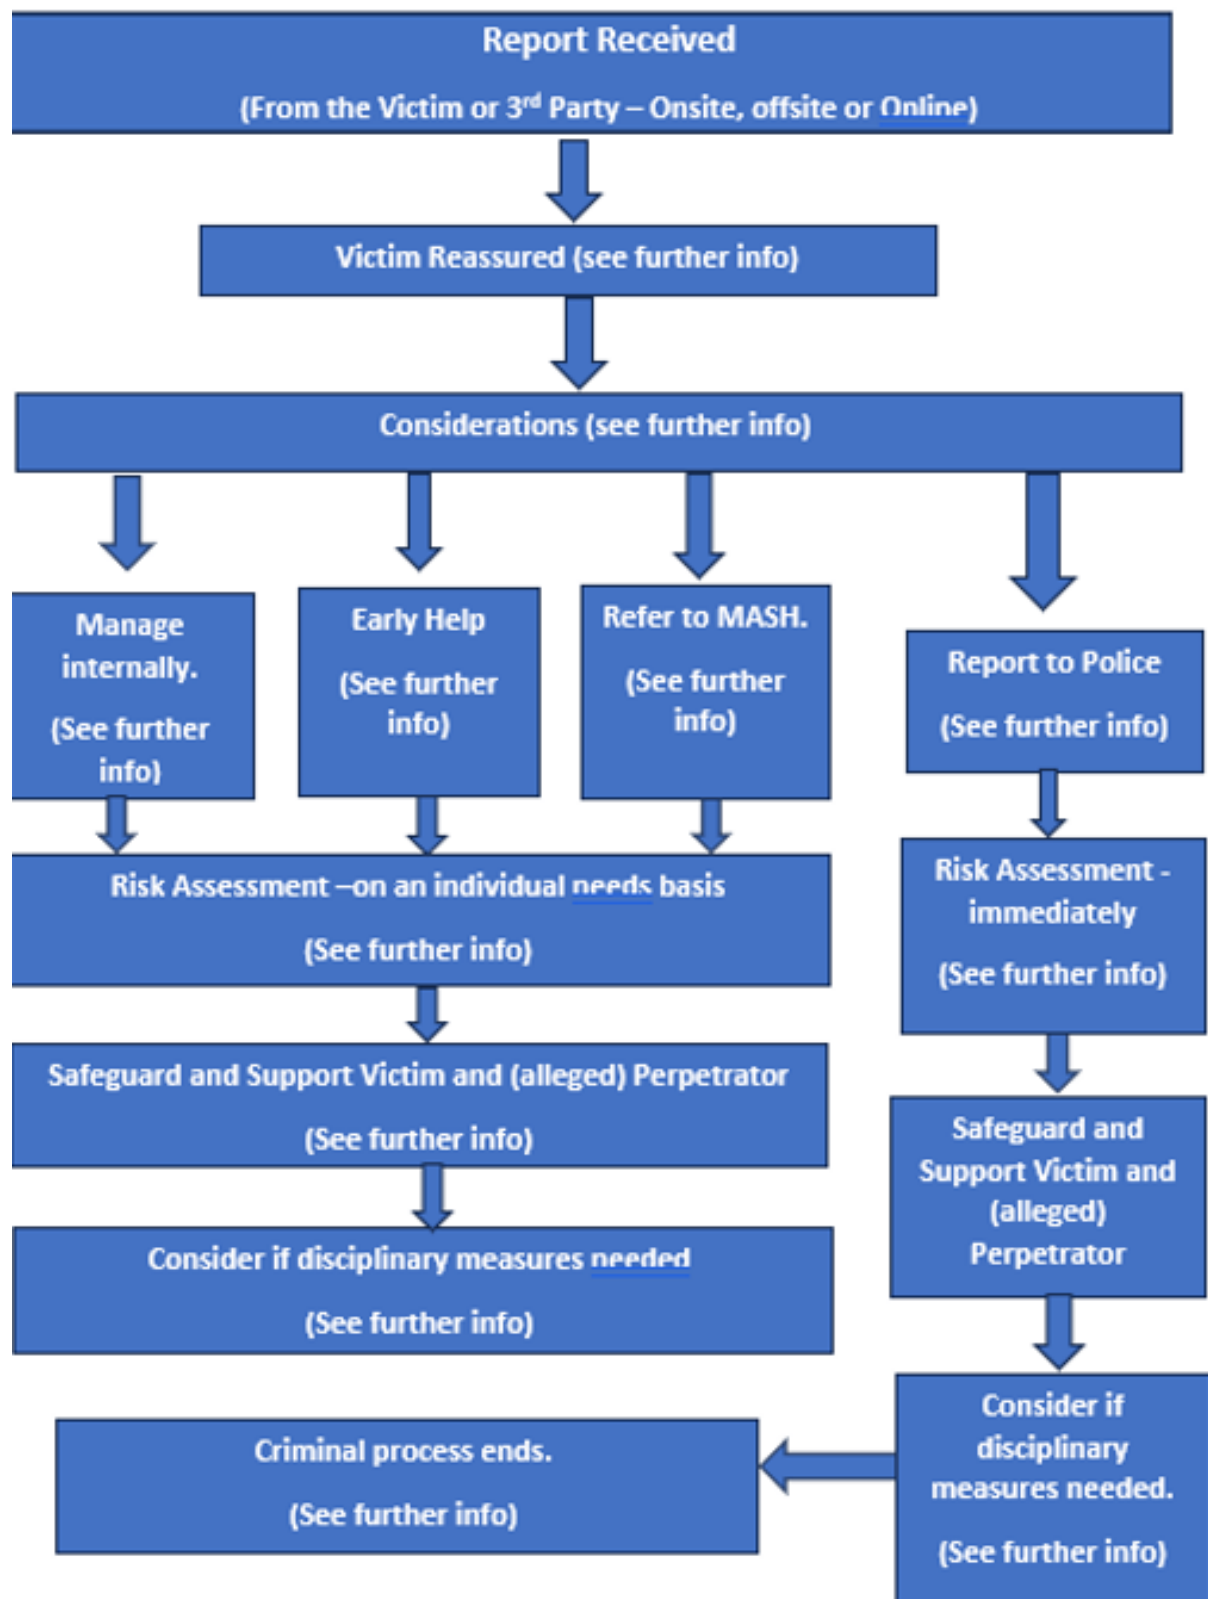 Report Received
(From the Victim or 3rd Party – Onsite, offsite or Online)
Victim Reassured (see further info)
Considerations (see further info)
Manage
internally.
(See further
info)
Early Help
(See further
info)
Refer to MASH.
(See further
info)
Report to Police
(See further info)
Risk Assessment –on an individual needs basis
(See further info)
Risk Assessment -
immediately
(See further info)
Safeguard and Support Victim and (alleged) Perpetrator
(See further info)
Safeguard and
Support Victim and
(alleged)
Perpetrator
Consider if disciplinary measures needed
(See further info)
Consider if
disciplinary
measures needed.
(See further info)
Criminal process ends.
(See further info)